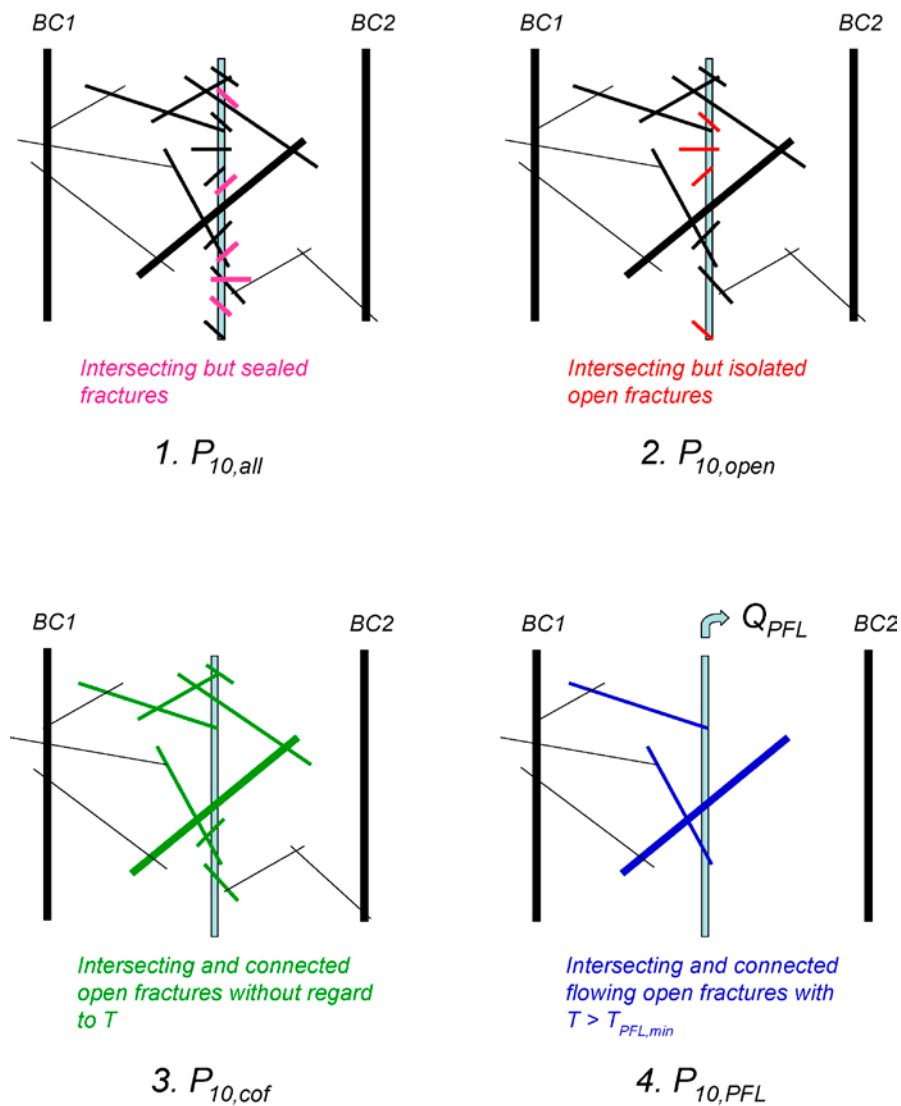 BC1
BC2
BC1
BC2
Intersecting but sealed
fractures
Intersecting but isolated
open fractures
1. P10,all
2. P10,open
BC1
BC2
QPFL
BC1
BC2
Intersecting and connected
open fractures without regard
to T
Intersecting and connected
flowing open fractures with
T > TPFL,min
3. P10,cof
4. P10,PFL